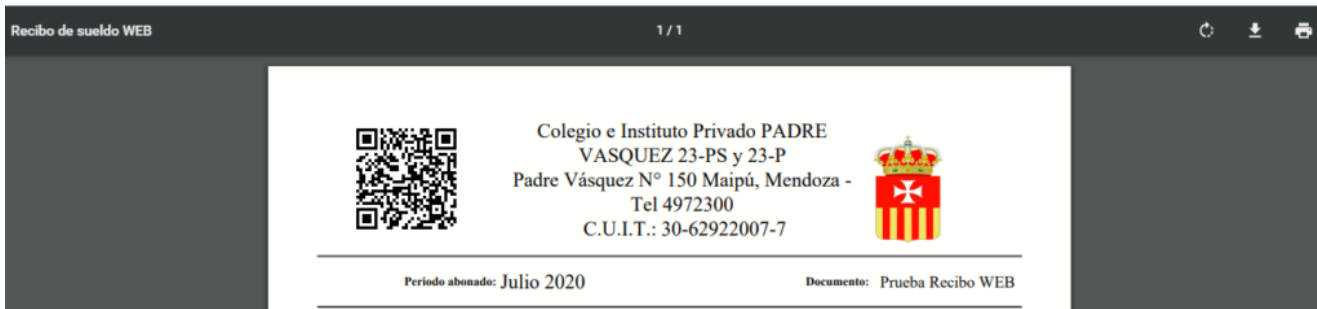 Recibo de sueldo WEB
1 / 1
Colegio e Instituto Privado PADRE
VASQUEZ 23-PS y 23-P
Padre Vásquez N° 150 Maipú, Mendoza -
Tel 4972300
C.U.I.T.: 30-62922007-7
Periodo abonado: Julio 2020
Documento: Prueba Recibo WEB